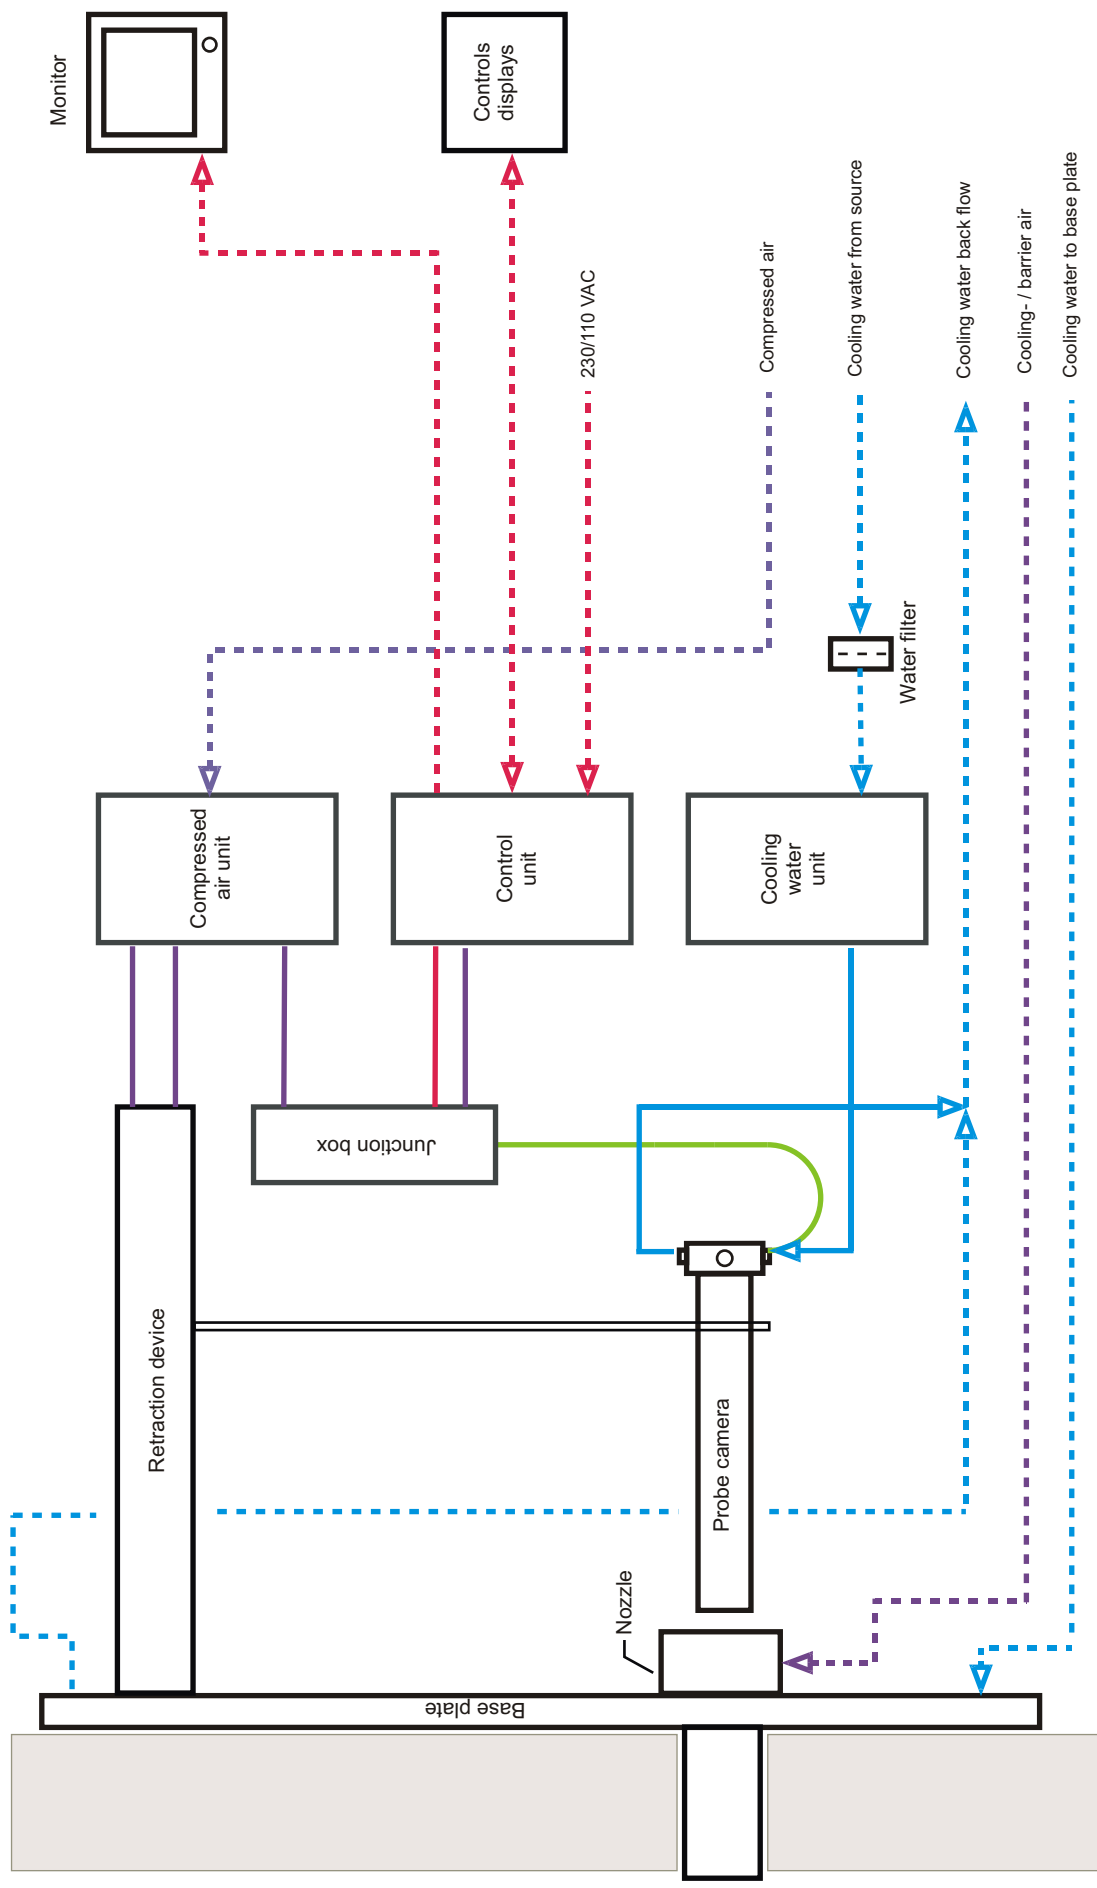 Monitor
Controls
displays
230/110 VAC
Compressed air
Cooling water from source
Cooling water back flow
Cooling- / barrier air
Cooling water to base plate
Water filter
Compressed
air unit
Control
unit
Cooling
water
unit
Junction box
Retraction device
Probe camera
Nozzle
Base plate